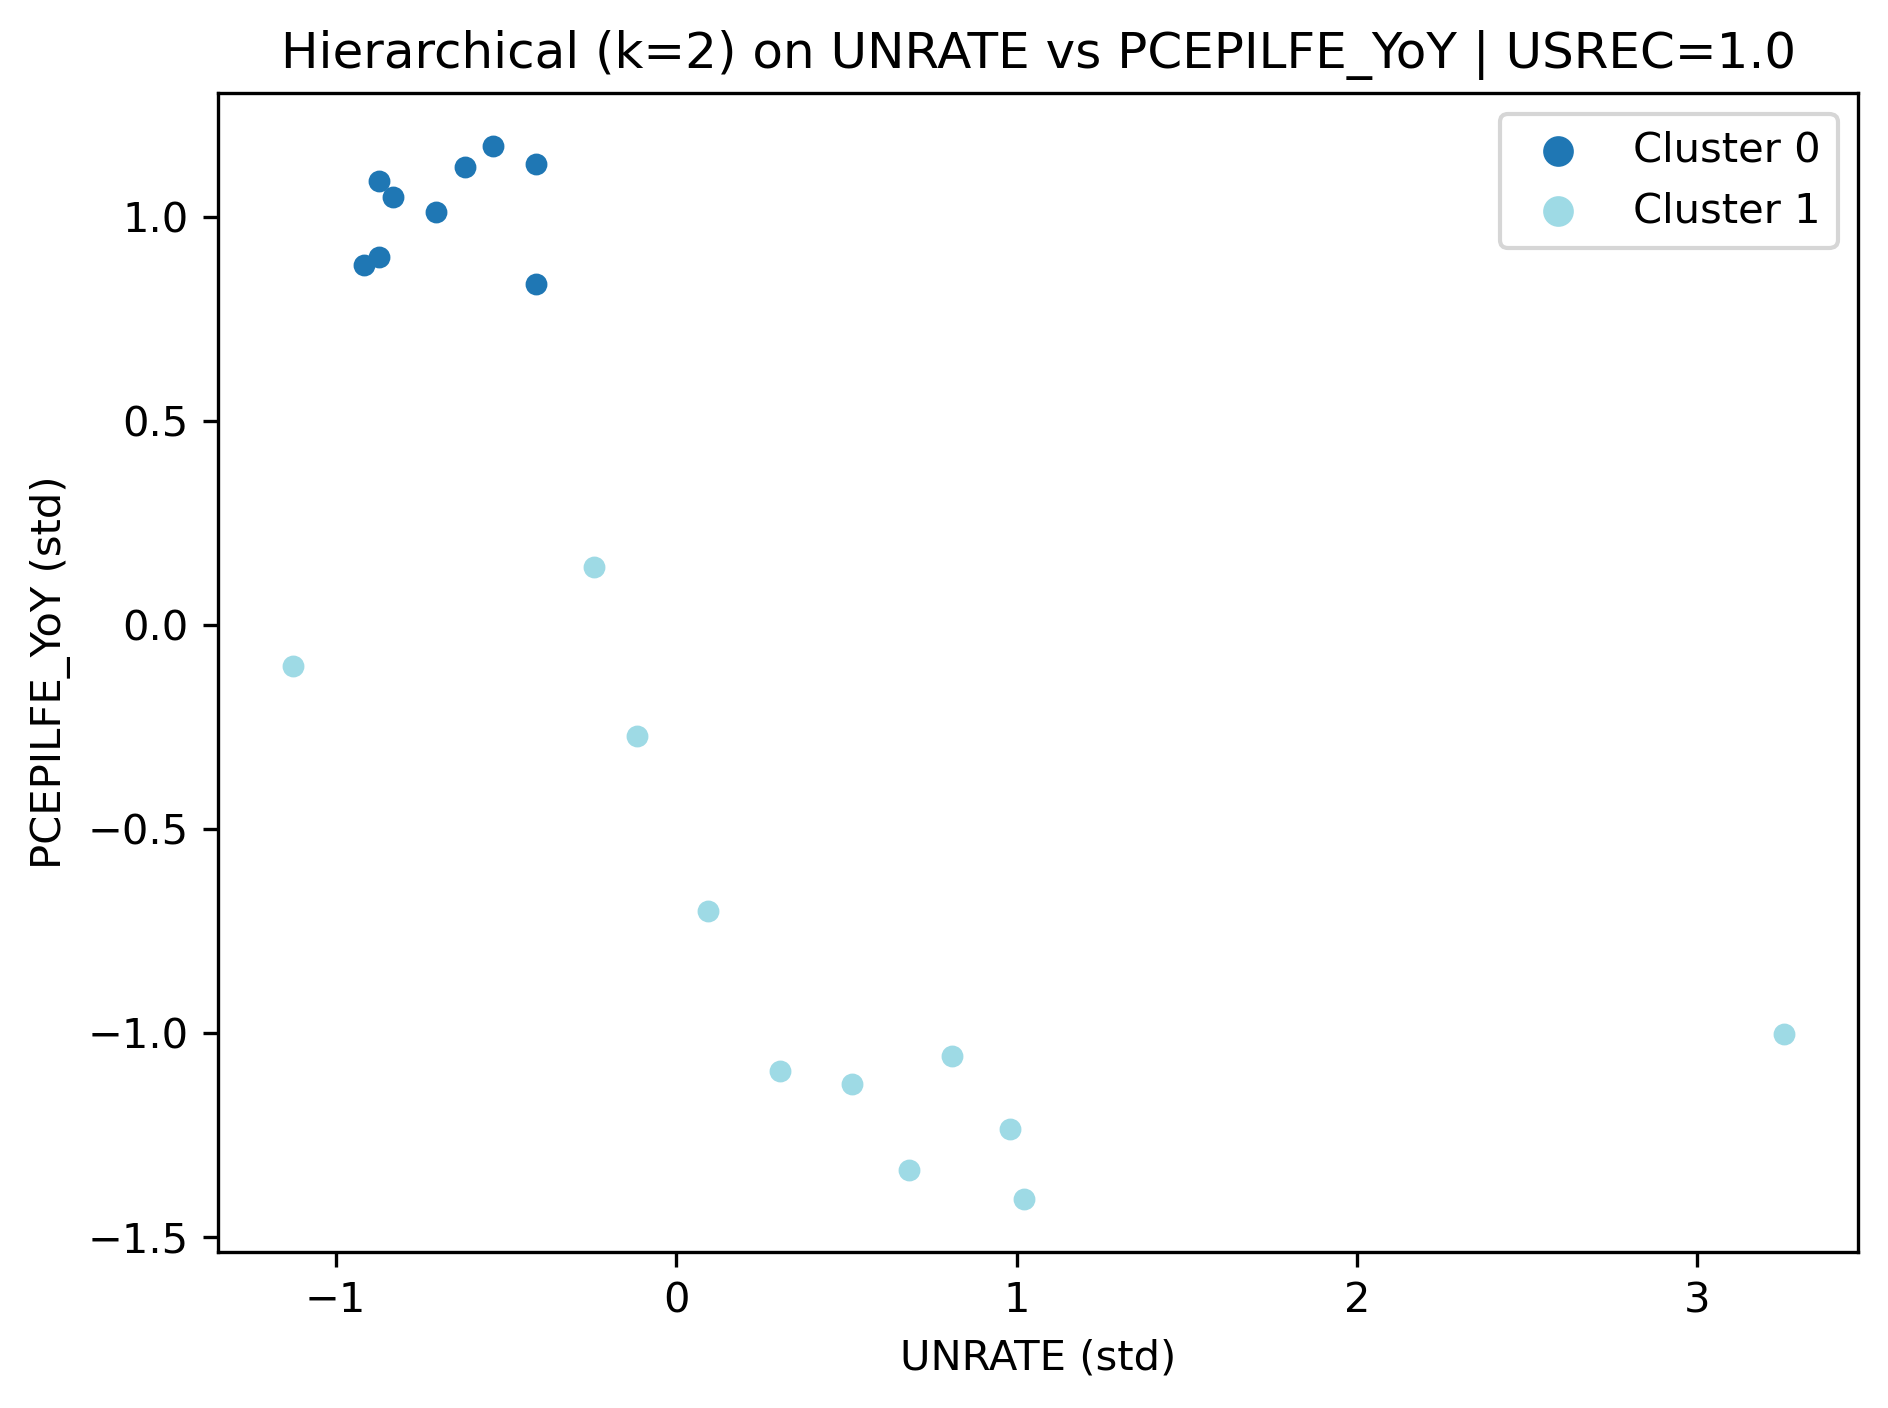 Hierarchical (k=2) on UNRATE vs PCEPILFE_YoY | USREC=1.0
Cluster 0
Cluster 1
PCEPILFE_YoY (std)
1.0
0.5
0.0
−0.5
−1.0
−1.5
−1
0
1
2
3
UNRATE (std)